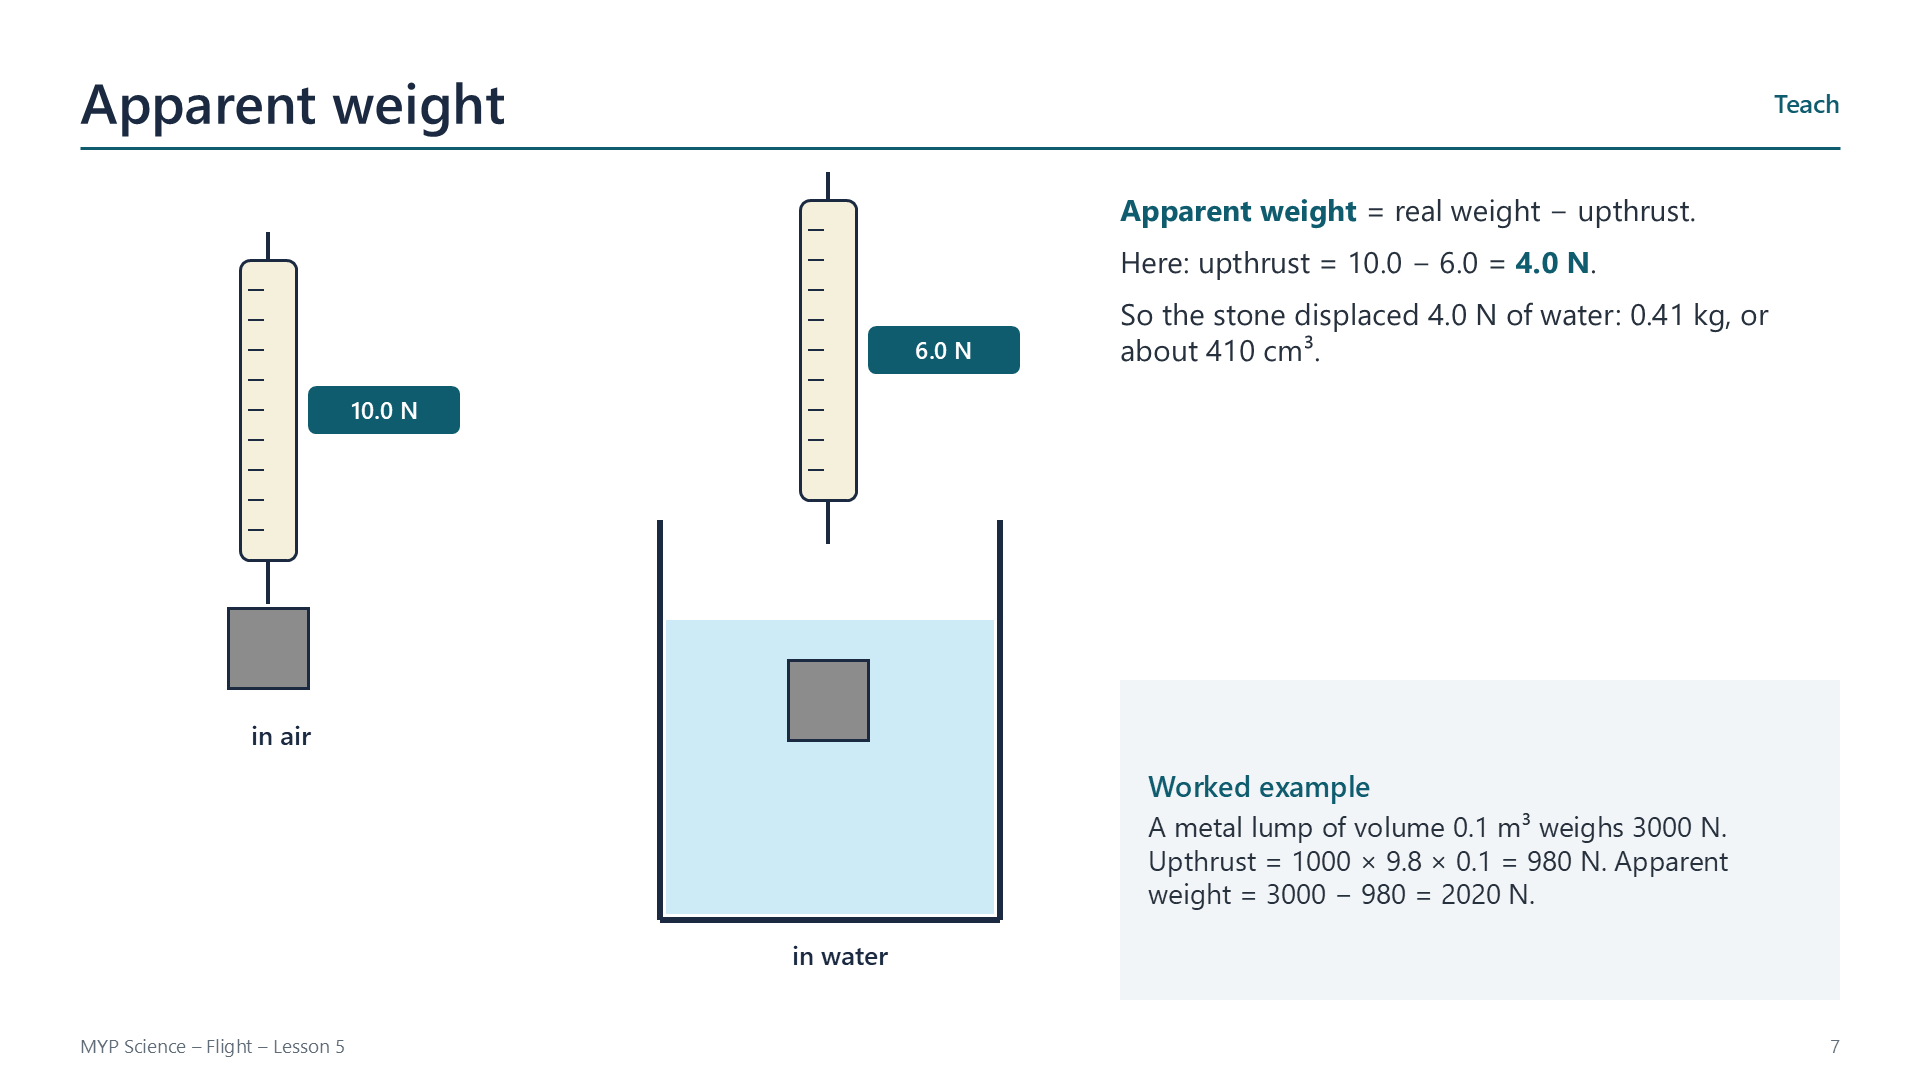 Apparent weight
Teach
10.0 N
in air
6.0 N
in water
Apparent weight = real weight − upthrust.
Here: upthrust = 10.0 − 6.0 = 4.0 N.
So the stone displaced 4.0 N of water: 0.41 kg, or
about 410 cm³.
Worked example
A metal lump of volume 0.1 m³ weighs 3000 N.
Upthrust = 1000 × 9.8 × 0.1 = 980 N. Apparent
weight = 3000 − 980 = 2020 N.
MYP Science – Flight – Lesson 5
7